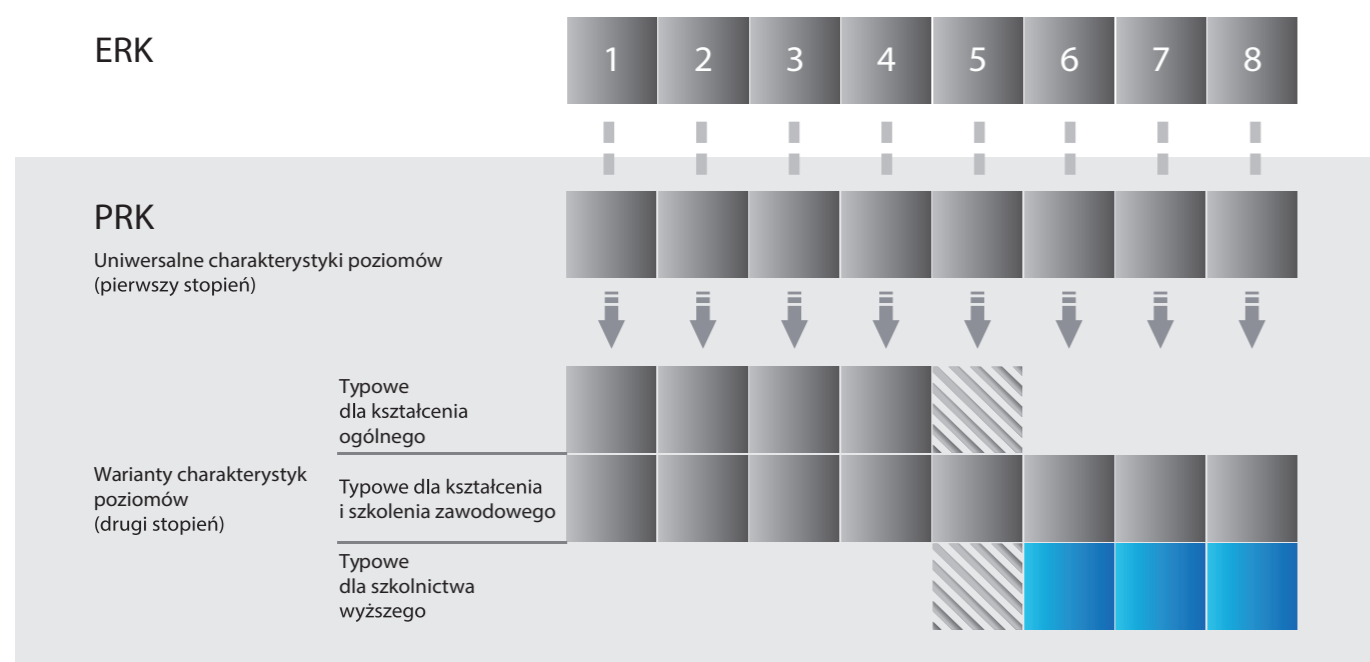 ERK
1 2 3 4 5 6 7 8
PRK
Uniwersalne charakterystyki poziomów
(pierwszy stopień)
Typowe
dla kształcenia
ogólnego
Warianty charakterystyk
poziomów
(drugi stopień)
Typowe dla kształcenia
i szkolenia zawodowego
Typowe
dla szkolnictwa
wyższego